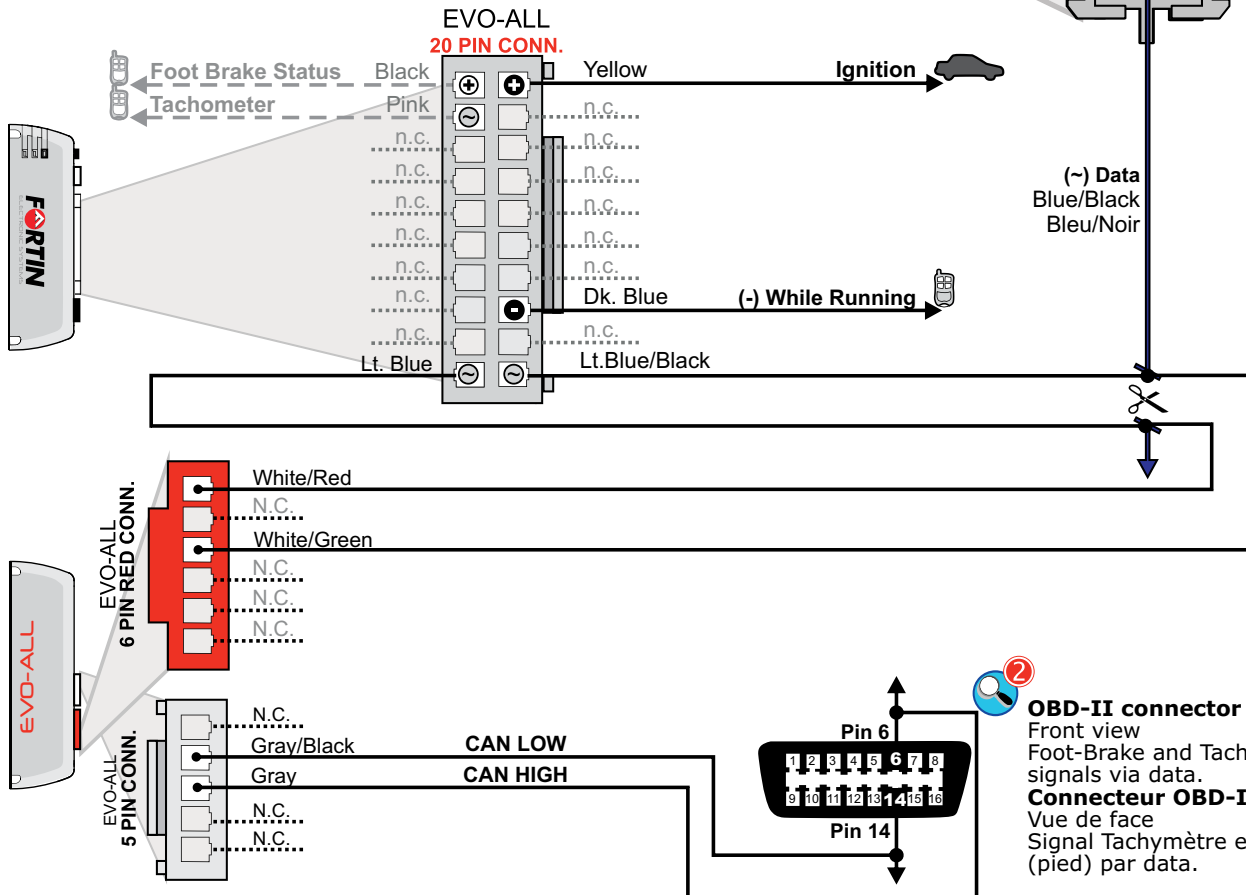 EVO-ALL
20 PIN CONN.
Foot Brake Status Black Yellow Ignition
Tachometer Pink n.c.
n.c. n.c.
n.c. n.c.
n.c. n.c.
n.c. n.c.
n.c. n.c.
n.c. Dk. Blue (-) While Running
n.c. n.c.
Lt. Blue Lt.Blue/Black
(~) Data
Blue/Black
Bleu/Noir
FORTIN
ELECTRONIC SYSTEMS
EVO-ALL
6 PIN RED CONN.
White/Red
N.C.
White/Green
N.C.
N.C.
N.C.
EVO-ALL
EVO-ALL
5 PIN CONN.
N.C.
Gray/Black CAN LOW
Gray CAN HIGH
N.C.
N.C.
Pin 6
1 2 3 4 5 6 7 8
9 10 11 12 13 14 15 16
Pin 14
2
OBD-II connector
Front view
Foot-Brake and Tach
signals via data.
Connecteur OBD-I
Vue de face
Signal Tachymètre e
(pied) par data.